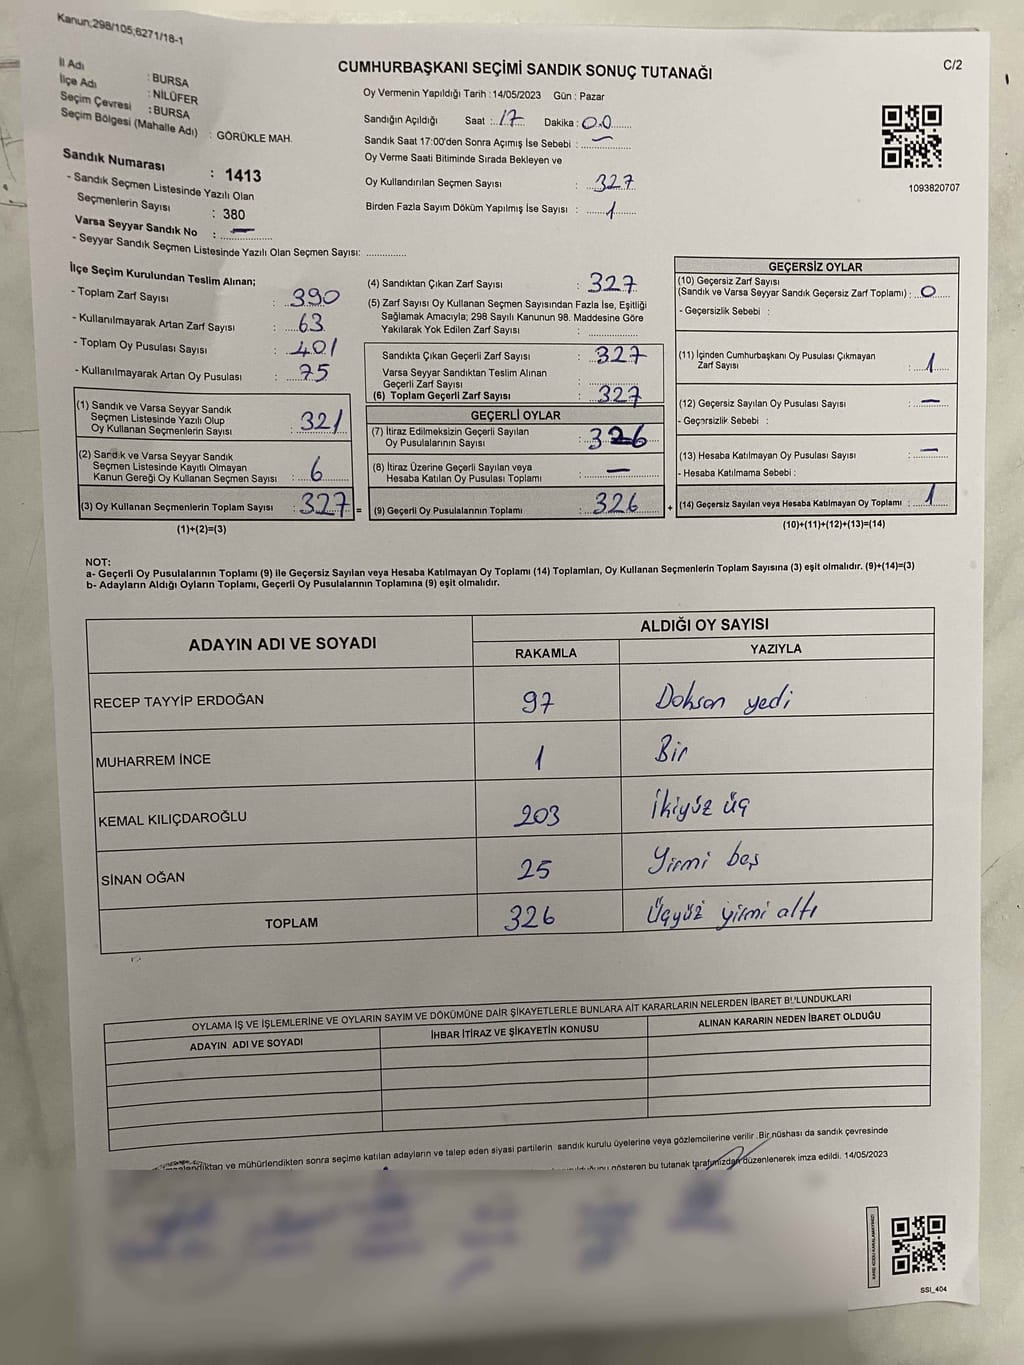 Kanun;298/105;6271/18-1
C/2
İl Adı : BURSA
İlçe Adı : NİLÜFER
Seçim Çevresi : BURSA
Seçim Bölgesi (Mahalle Adı) : GÖRÜKLE MAH.
Sandık Numarası : 1413
- Sandık Seçmen Listesinde Yazılı Olan
Seçmenlerin Sayısı : 380
Varsa Seyyar Sandık No : —
- Seyyar Sandık Seçmen Listesinde Yazılı Olan Seçmen Sayısı: ..............
CUMHURBAŞKANI SEÇİMİ SANDIK SONUÇ TUTANAĞI
Oy Vermenin Yapıldığı Tarih : 14/05/2023 Gün : Pazar
Sandığın Açıldığı Saat : 17 Dakika : 00
Sandık Saat 17:00'den Sonra Açımış İse Sebebi : —
Oy Verme Saati Bitiminde Sırada Bekleyen ve
Oy Kullandırılan Seçmen Sayısı : 327
Birden Fazla Sayım Döküm Yapılmış İse Sayısı : 1
1093820707
İlçe Seçim Kurulundan Teslim Alınan;
- Toplam Zarf Sayısı : 390
- Kullanılmayarak Artan Zarf Sayısı : 63
- Toplam Oy Pusulası Sayısı : 401
- Kullanılmayarak Artan Oy Pusulası : 75
(1) Sandık ve Varsa Seyyar Sandık
Seçmen Listesinde Yazılı Olup
Oy Kullanan Seçmenlerin Sayısı : 321
(2) Sandık ve Varsa Seyyar Sandık
Seçmen Listesinde Kayıtlı Olmayan
Kanun Gereği Oy Kullanan Seçmen Sayısı : 6
(3) Oy Kullanan Seçmenlerin Toplam Sayısı : 327 =
(1)+(2)=(3)
(4) Sandıktan Çıkan Zarf Sayısı : 327
(5) Zarf Sayısı Oy Kullanan Seçmen Sayısından Fazla İse, Eşitliği
Sağlamak Amacıyla; 298 Sayılı Kanunun 98. Maddesine Göre
Yakılarak Yok Edilen Zarf Sayısı : ..............
Sandıkta Çıkan Geçerli Zarf Sayısı : 327
Varsa Seyyar Sandıktan Teslim Alınan
Geçerli Zarf Sayısı : ..............
(6) Toplam Geçerli Zarf Sayısı : 327
GEÇERLİ OYLAR
(7) İtiraz Edilmeksizin Geçerli Sayılan
Oy Pusulalarının Sayısı : 326
(8) İtiraz Üzerine Geçerli Sayılan veya
Hesaba Katılan Oy Pusulası Toplamı : —
(9) Geçerli Oy Pusulalarının Toplamı : 326 +
GEÇERSİZ OYLAR
(10) Geçersiz Zarf Sayısı
(Sandık ve Varsa Seyyar Sandık Geçersiz Zarf Toplamı) : 0
- Geçersizlik Sebebi :
(11) İçinden Cumhurbaşkanı Oy Pusulası Çıkmayan
Zarf Sayısı : 1
(12) Geçersiz Sayılan Oy Pusulası Sayısı : —
- Geçersizlik Sebebi :
(13) Hesaba Katılmayan Oy Pusulası Sayısı : —
- Hesaba Katılmama Sebebi :
(14) Geçersiz Sayılan veya Hesaba Katılmayan Oy Toplamı : 1
(10)+(11)+(12)+(13)=(14)
NOT:
a- Geçerli Oy Pusulalarının Toplamı (9) ile Geçersiz Sayılan veya Hesaba Katılmayan Oy Toplamı (14) Toplamları, Oy Kullanan Seçmenlerin Toplam Sayısına (3) eşit olmalıdır. (9)+(14)=(3)
b- Adayların Aldığı Oyların Toplamı, Geçerli Oy Pusulalarının Toplamına (9) eşit olmalıdır.
ADAYIN ADI VE SOYADI ALDIĞI OY SAYISI
RAKAMLA YAZIYLA
RECEP TAYYİP ERDOĞAN 97 Doksan yedi
MUHARREM İNCE 1 Bir
KEMAL KILIÇDAROĞLU 203 İkiyüz üç
SİNAN OĞAN 25 Yirmi beş
TOPLAM 326 Üçyüz yirmi altı
OYLAMA İŞ VE İŞLEMLERİNE VE OYLARIN SAYIM VE DÖKÜMÜNE DAİR ŞİKAYETLERLE BUNLARA AİT KARARLARIN NELERDEN İBARET BULUNDUKLARI
ADAYIN ADI VE SOYADI İHBAR İTİRAZ VE ŞİKAYETİN KONUSU ALINAN KARARIN NEDEN İBARET OLDUĞU
ve mühürlendikten sonra seçime katılan adayların ve talep eden siyasi partilerin sandık kurulu üyelerine veya gözlemcilerine verilir .Bir nüshası da sandık çevresinde
gösteren bu tutanak tarafımızdan düzenlenerek imza edildi. 14/05/2023
KARE KODU KARALAMAYINIZ!
SSI_404